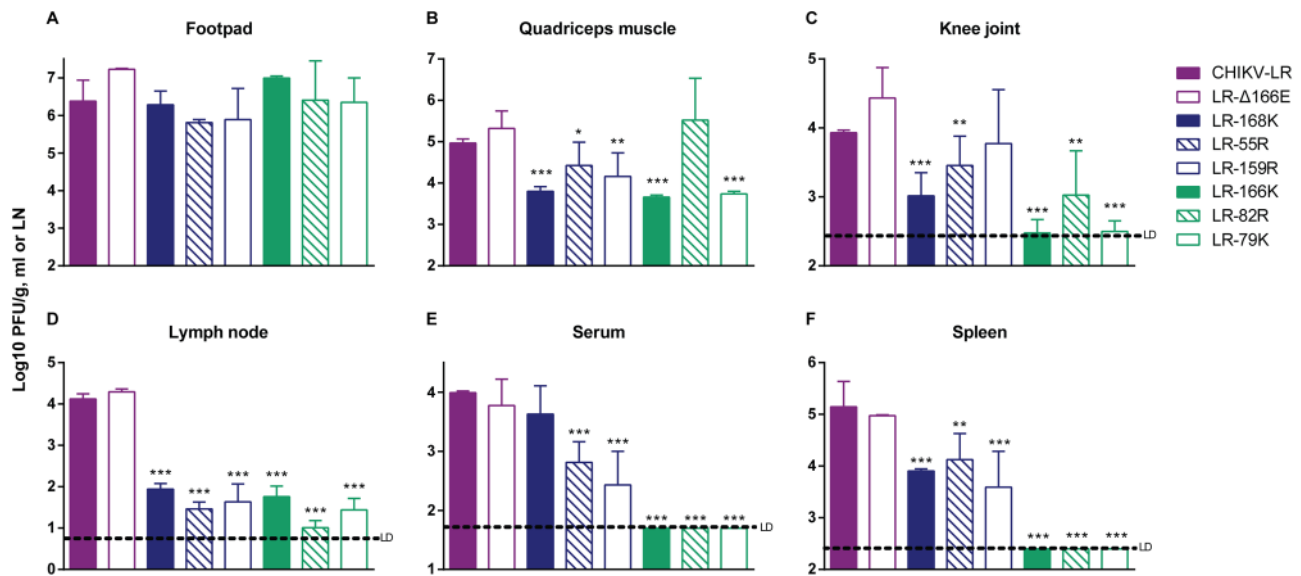 A
Footpad
7
6
5
4
3
2
B
Quadriceps muscle
7
6
5
4
3
2
***
*
**
***
***
C
Knee joint
5
4
3
2
***
**
***
**
***
LD
CHIKV-LR
LR-Δ166E
LR-168K
LR-55R
LR-159R
LR-166K
LR-82R
LR-79K
Log10 PFU/g, ml or LN
D
Lymph node
5
4
3
2
1
0
***
***
***
***
***
***
LD
E
Serum
4
3
2
1
***
***
***
***
***
LD
F
Spleen
6
5
4
3
2
***
**
***
***
***
***
LD